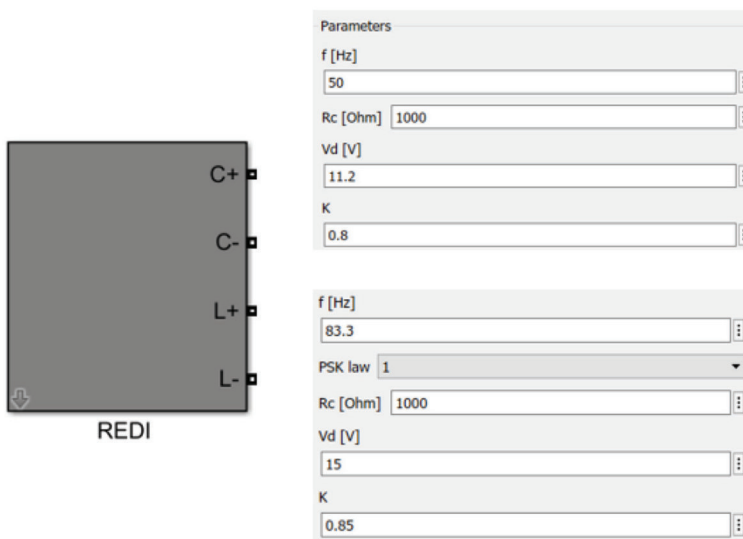 C+
C-
L+
L-
REDI
Parameters
f [Hz]
50
Rc [Ohm] 1000
Vd [V]
11.2
K
0.8
f [Hz]
83.3
PSK law 1
Rc [Ohm] 1000
Vd [V]
15
K
0.85